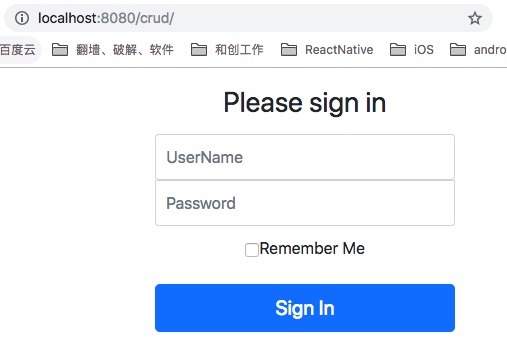 localhost:8080/crud/
百度云 翻墙、破解、软件 和创工作 ReactNative iOS andro
Please sign in
UserName
Password
Remember Me
Sign In